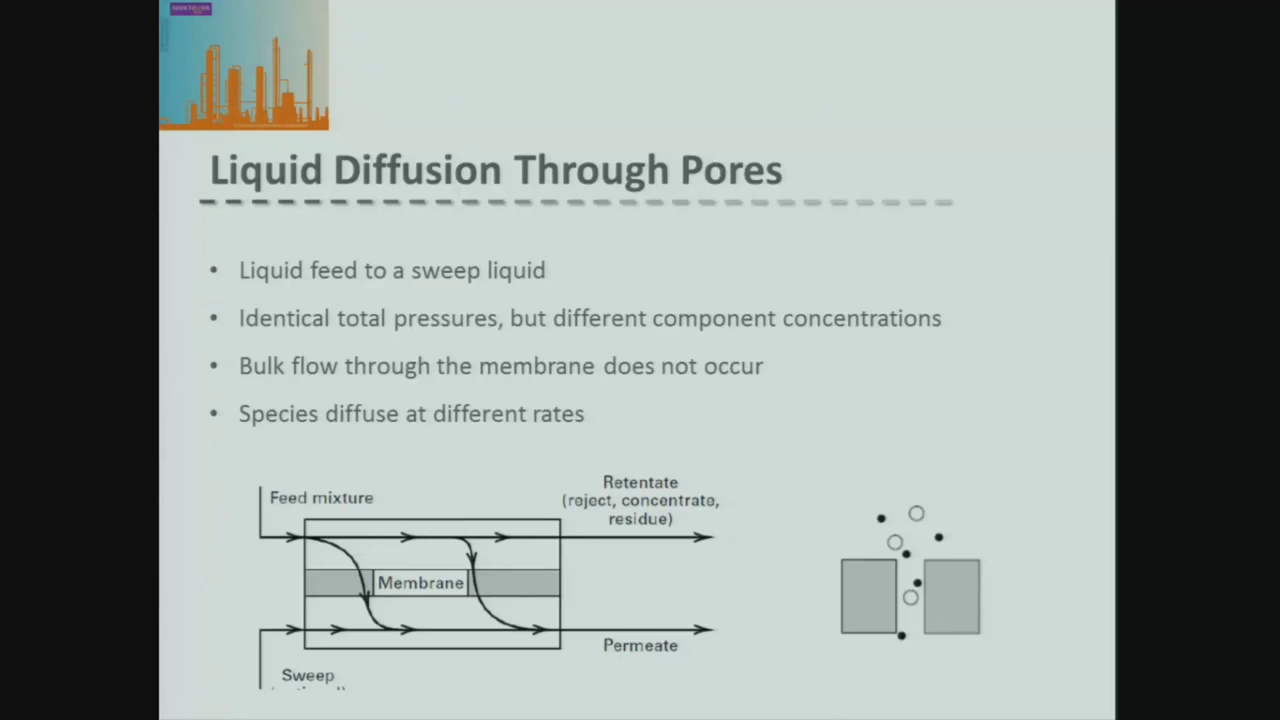 Liquid Diffusion Through Pores
• Liquid feed to a sweep liquid
• Identical total pressures, but different component concentrations
• Bulk flow through the membrane does not occur
• Species diffuse at different rates
Feed mixture
Retentate
(reject, concentrate,
residue)
Membrane
Permeate
Sweep